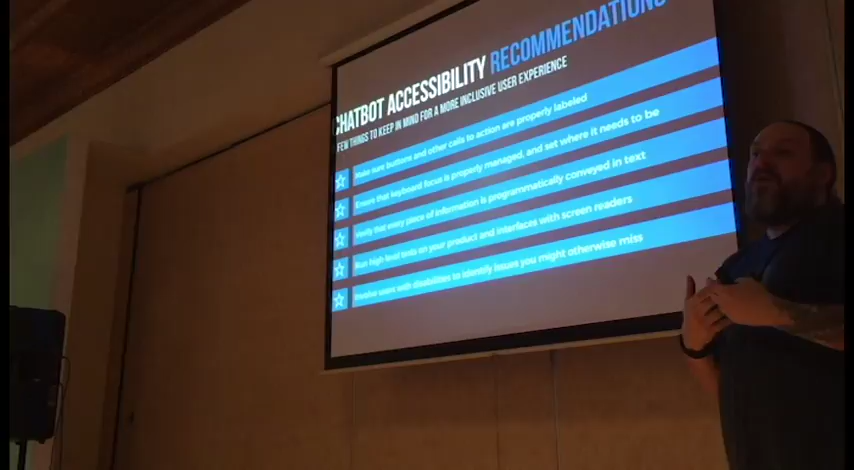 CHATBOT ACCESSIBILITY RECOMMENDATIONS
FEW THINGS TO KEEP IN MIND FOR A MORE INCLUSIVE USER EXPERIENCE
Make sure buttons and other calls to action are properly labeled
Ensure that keyboard focus is properly managed, and set where it needs to be
Verify that every piece of information is programmatically conveyed in text
Run high-level tests on your product and interfaces with screen readers
Involve users with disabilities to identify issues you might otherwise miss